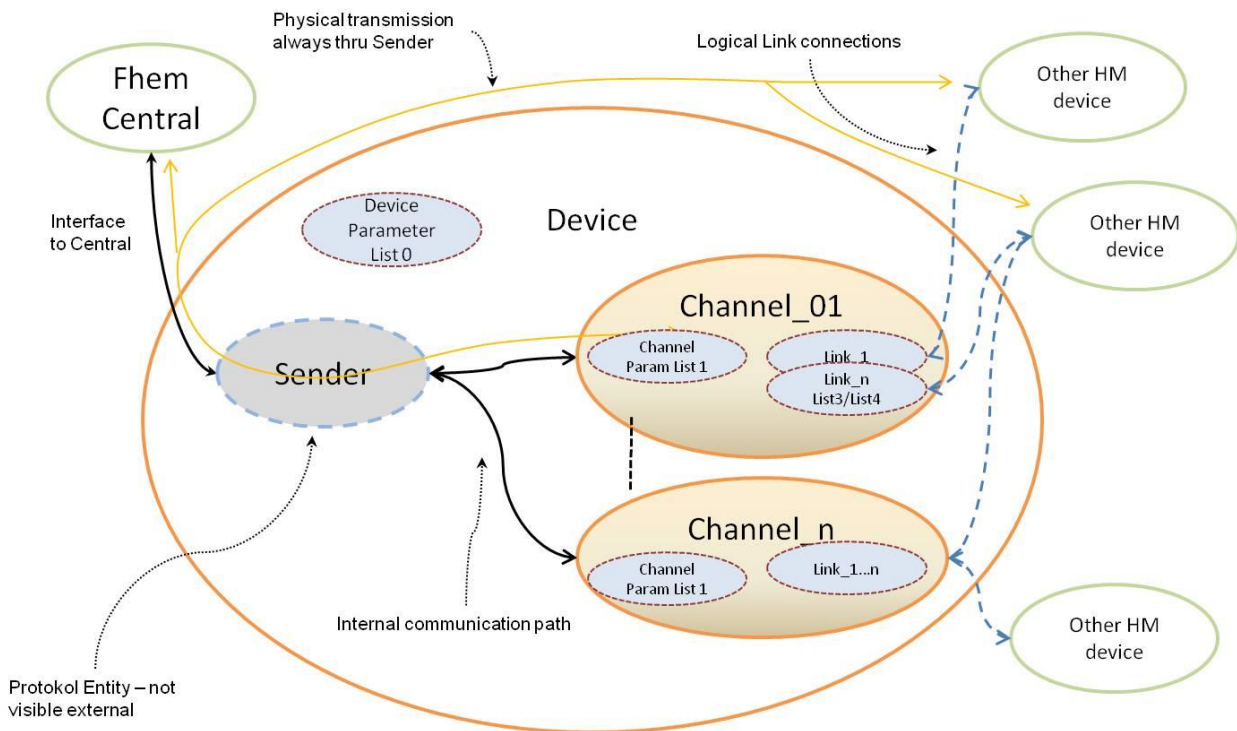 Physical transmission
always thru Sender
Logical Link connections
Fhem
Central
Other HM
device
Interface
to Central
Device
Parameter
List 0
Device
Other HM
device
Channel_01
Channel
Param List 1
Link_1
Link_n
List3/List4
Sender
Channel_n
Channel
Param List 1
Link_1...n
Internal communication path
Other HM
device
Protokol Entity – not
visible external